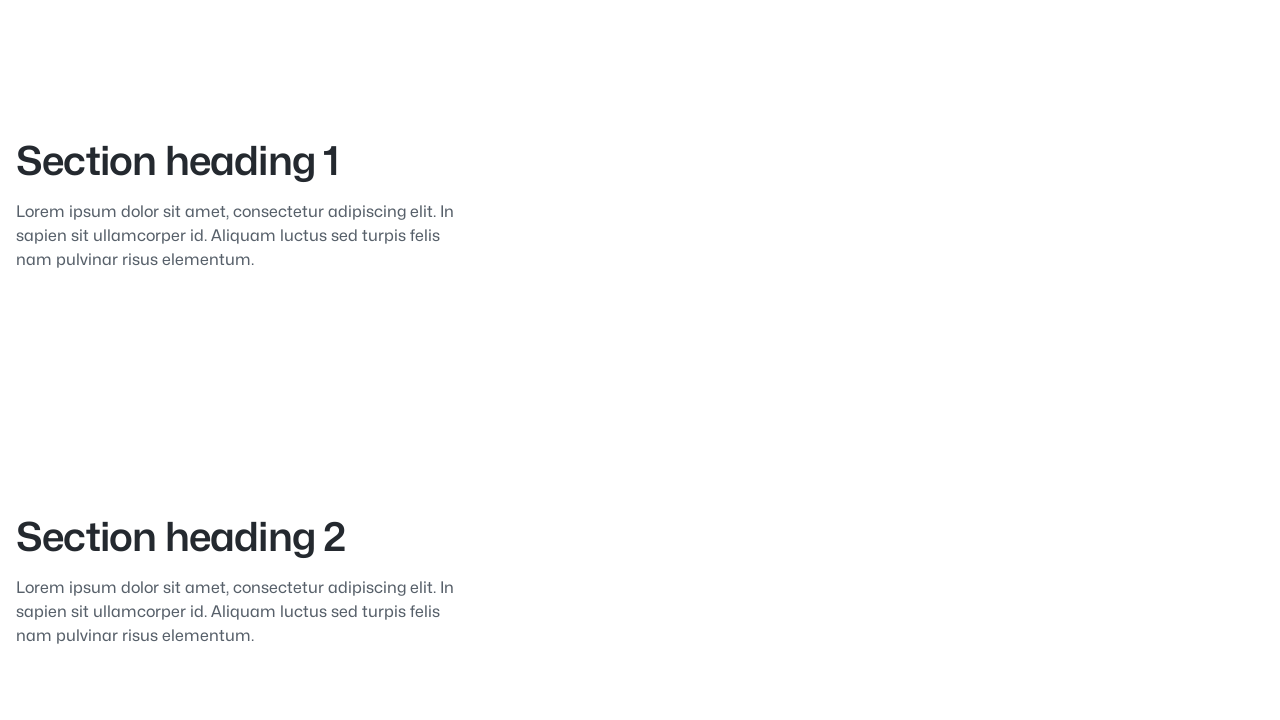 Section heading 1
Lorem ipsum dolor sit amet, consectetur adipiscing elit. In
sapien sit ullamcorper id. Aliquam luctus sed turpis felis
nam pulvinar risus elementum.
Section heading 2
Lorem ipsum dolor sit amet, consectetur adipiscing elit. In
sapien sit ullamcorper id. Aliquam luctus sed turpis felis
nam pulvinar risus elementum.